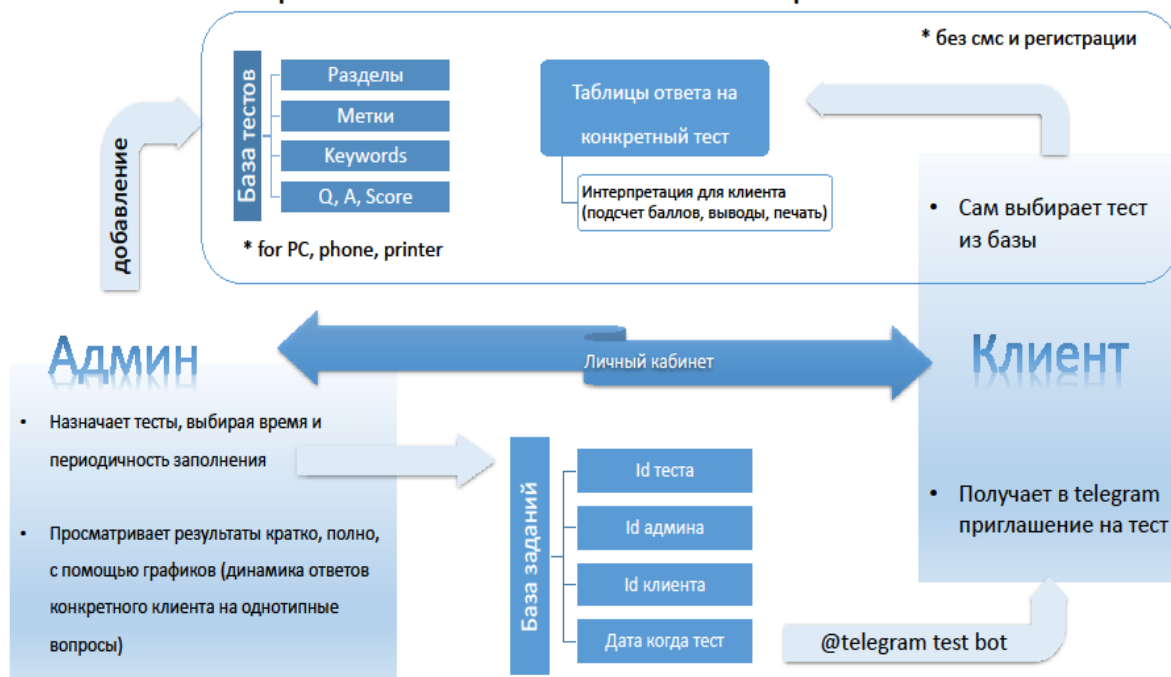 * без смс и регистрации
База тестов
Разделы
Метки
Keywords
Q, A, Score
Таблицы ответа на
конкретный тест
Интерпретация для клиента
(подсчет баллов, выводы, печать)
* for PC, phone, printer
добавление
• Сам выбирает тест
из базы
Админ
Личный кабинет
Клиент
• Назначает тесты, выбирая время и
периодичность заполнения
• Просматривает результаты кратко, полно,
с помощью графиков (динамика ответов
конкретного клиента на однотипные
вопросы)
База заданий
Id теста
Id админа
Id клиента
Дата когда тест
• Получает в telegram
приглашение на тест
@telegram test bot